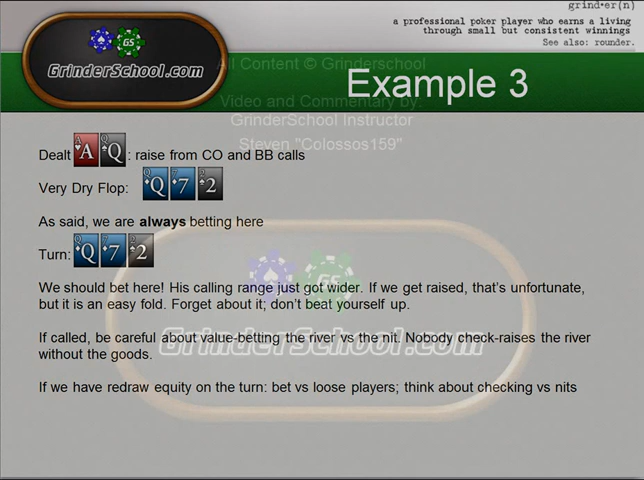 grind•er(n)
a professional poker player who earns a living
through small but consistent winnings
See also: rounder.
GS
GrinderSchool.com
All Content © Grinderschool
Example 3
Video and Commentary by:
GrinderSchool Instructor
Steven "Colossos159"
Dealt A Q : raise from CO and BB calls
Very Dry Flop: Q 7 2
As said, we are always betting here
Turn: Q 7 2
We should bet here! His calling range just got wider. If we get raised, that's unfortunate,
but it is an easy fold. Forget about it; don't beat yourself up.
GS
GrinderSchool.com
If called, be careful about value-betting the river vs the nit. Nobody check-raises the river
without the goods.
If we have redraw equity on the turn: bet vs loose players; think about checking vs nits